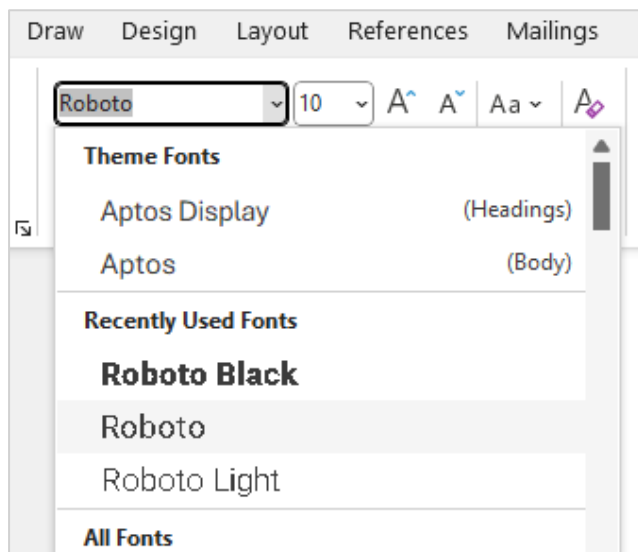 Draw Design Layout References Mailings
Roboto 10 A A Aa A
Theme Fonts
Aptos Display (Headings)
Aptos (Body)
Recently Used Fonts
Roboto Black
Roboto
Roboto Light
All Fonts